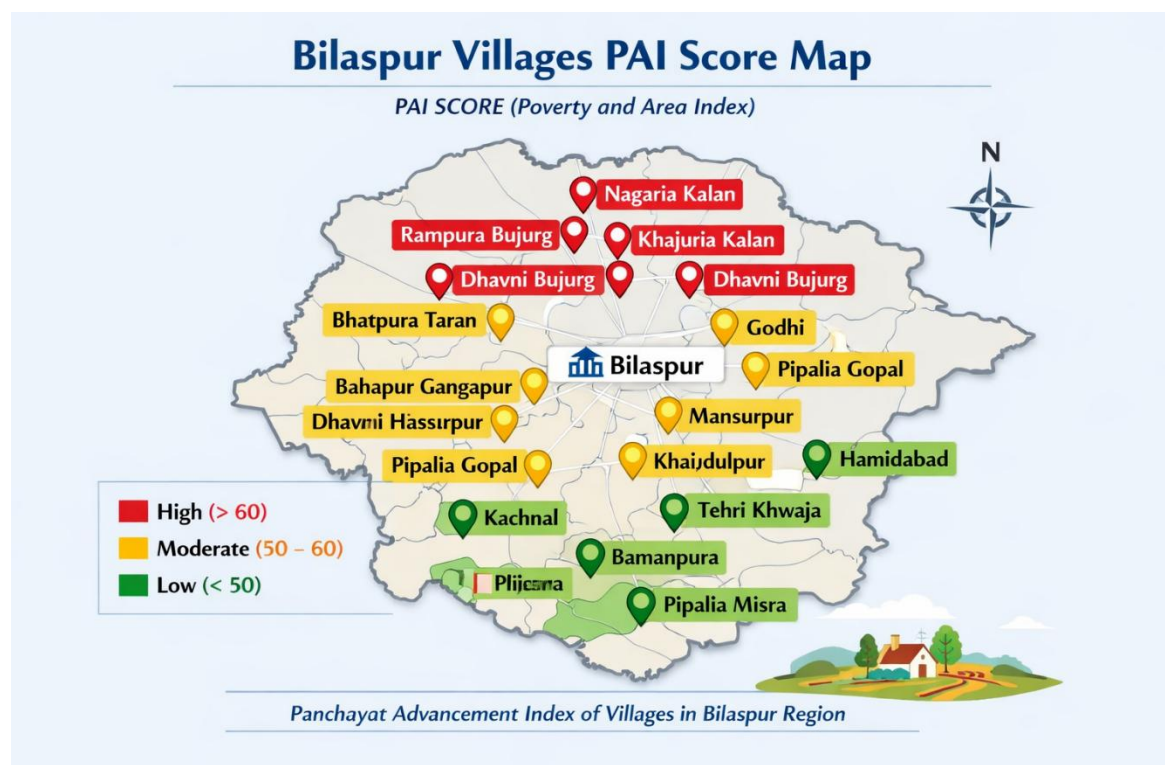 Bilaspur Villages PAI Score Map
PAI SCORE (Poverty and Area Index)
N
Nagaria Kalan
Rampura Bujurg
Khajuria Kalan
Dhavni Bujurg
Dhavni Bujurg
Bhatpura Taran
Godhi
Bilaspur
Pipalia Gopal
Bahapur Gangapur
Mansurpur
Pipalia Gopal
Hamidabad
Kachnal
Tehri Khwaja
Bamanpura
Pipalia Misra
High (> 60)
Moderate (50 – 60)
Low (< 50)
Panchayat Advancement Index of Villages in Bilaspur Region